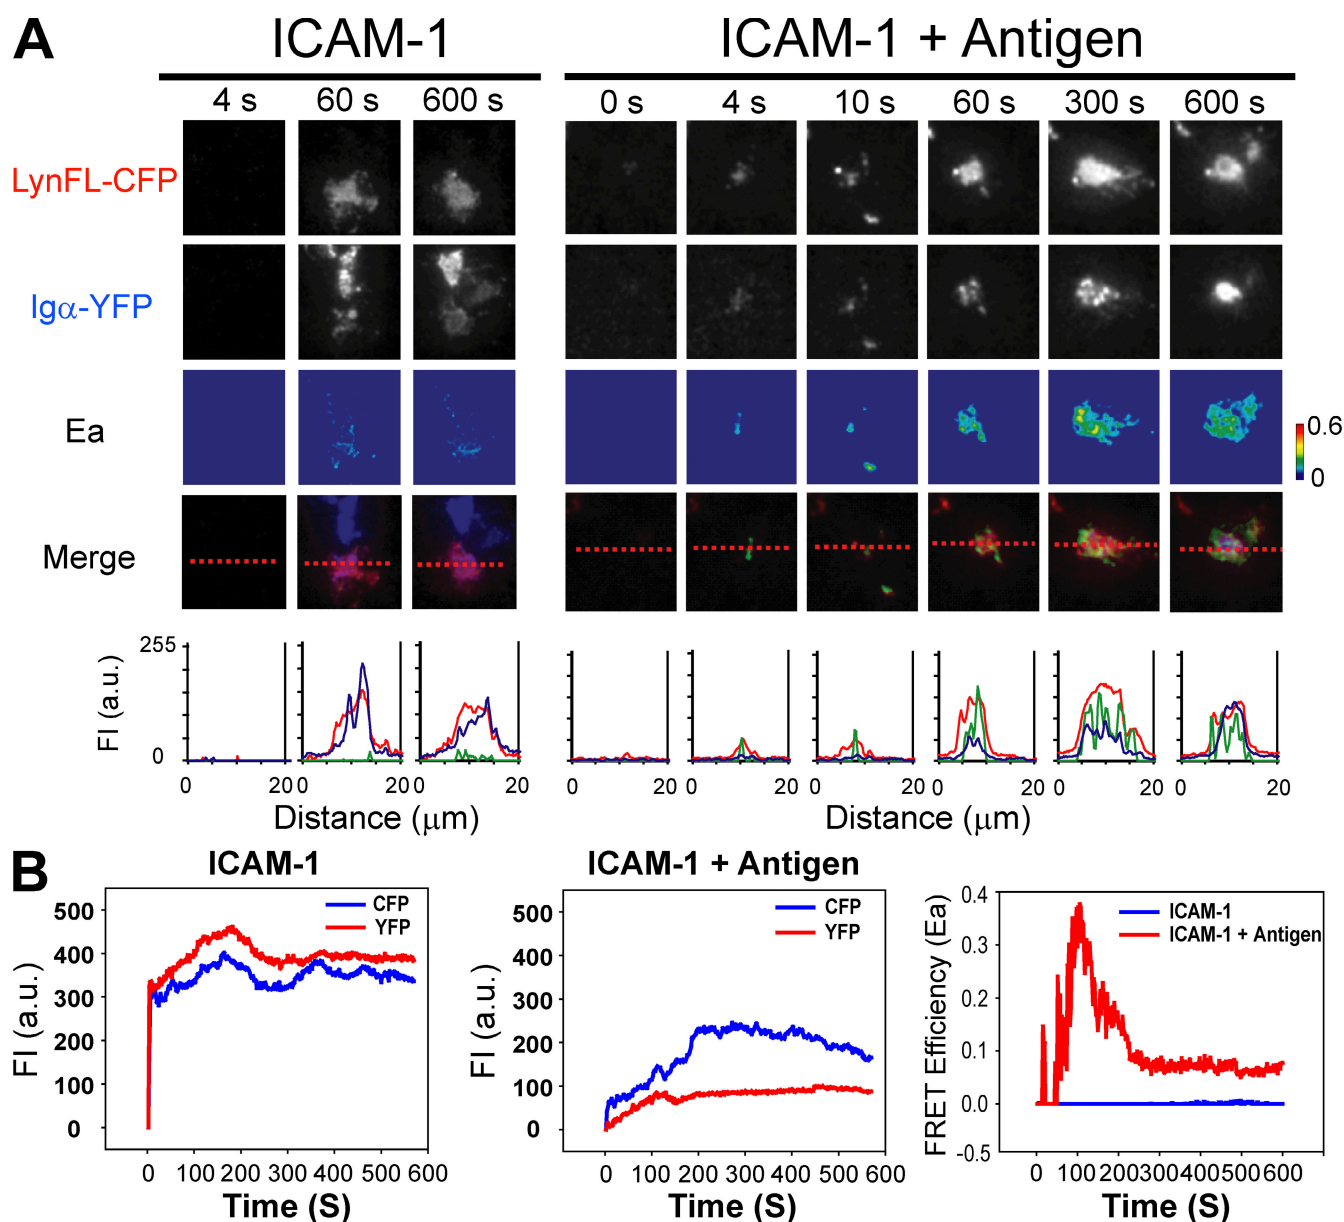 A
ICAM-1
ICAM-1 + Antigen
4 s 60 s 600 s
0 s 4 s 10 s 60 s 300 s 600 s
LynFL-CFP
Igα-YFP
Ea
0.6
0
Merge
FI (a.u.)
255
0
0 20 0 20 0 20
0 20 0 20 0 20 0 20 0 20 0 20
Distance (μm)
Distance (μm)
B
ICAM-1
CFP
YFP
FI (a.u.)
500
400
300
200
100
0
0 100 200 300 400 500 600
Time (S)
ICAM-1 + Antigen
CFP
YFP
FI (a.u.)
500
400
300
200
100
0
0 100 200 300 400 500 600
Time (S)
ICAM-1
ICAM-1 + Antigen
FRET Efficiency (Ea)
0.4
0.3
0.2
0.1
0.0
-0.5
0 100 200 300 400 500 600
Time (S)